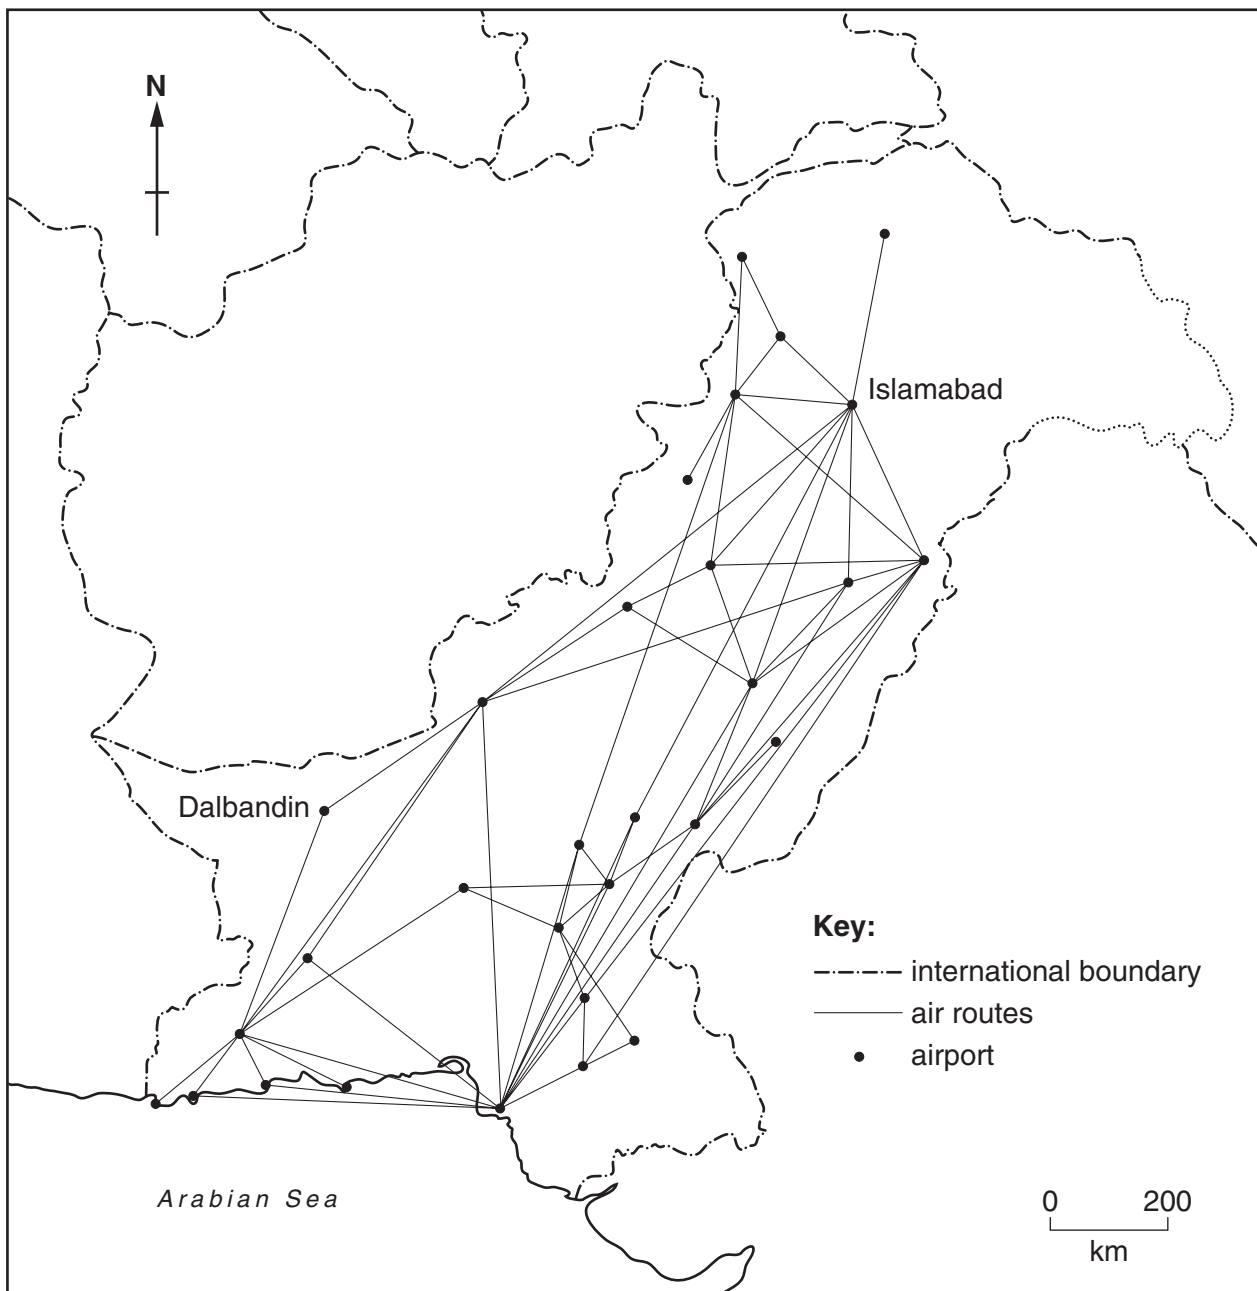 N
Islamabad
Dalbandin
Key:
international boundary
air routes
airport
Arabian Sea
0 200
km